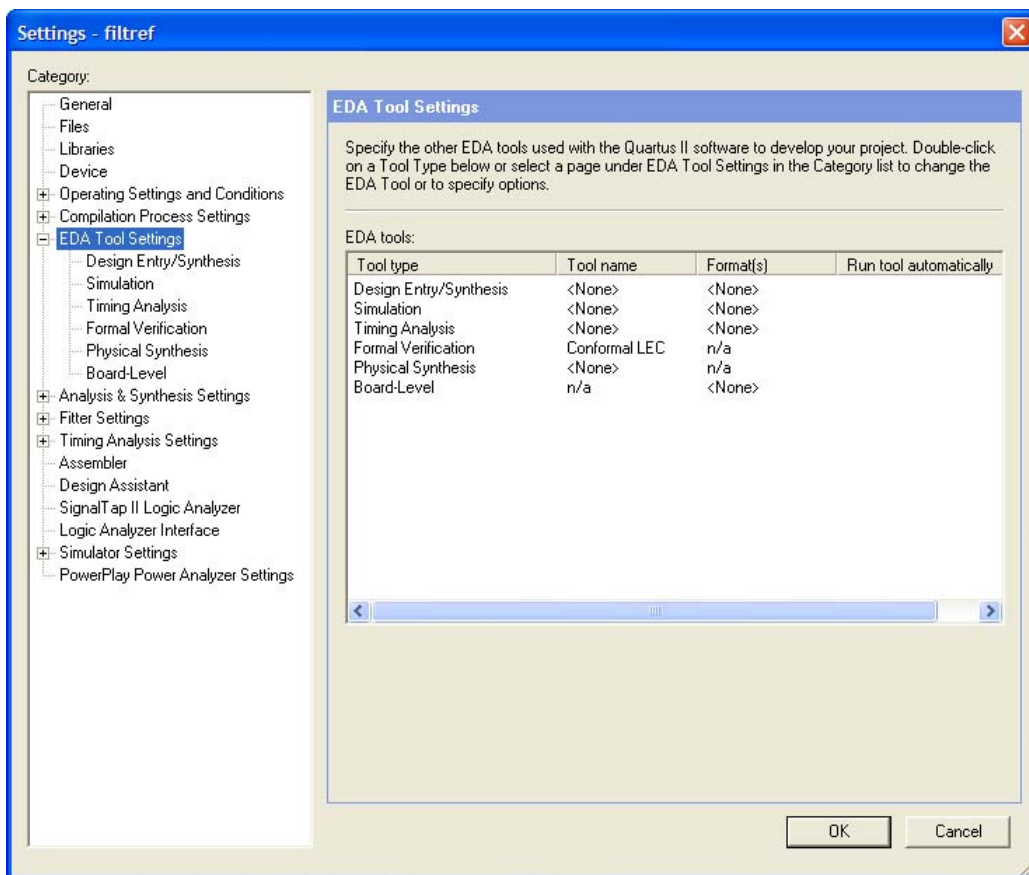 Settings - filtref
Category:
General
Files
Libraries
Device
Operating Settings and Conditions
Compilation Process Settings
EDA Tool Settings
Design Entry/Synthesis
Simulation
Timing Analysis
Formal Verification
Physical Synthesis
Board-Level
Analysis & Synthesis Settings
Fitter Settings
Timing Analysis Settings
Assembler
Design Assistant
SignalTap II Logic Analyzer
Logic Analyzer Interface
Simulator Settings
PowerPlay Power Analyzer Settings
EDA Tool Settings
Specify the other EDA tools used with the Quartus II software to develop your project. Double-click
on a Tool Type below or select a page under EDA Tool Settings in the Category list to change the
EDA Tool or to specify options.
EDA tools:
Tool type Tool name Format(s) Run tool automatically
Design Entry/Synthesis <None> <None>
Simulation <None> <None>
Timing Analysis <None> <None>
Formal Verification Conformal LEC n/a
Physical Synthesis <None> n/a
Board-Level n/a <None>
OK Cancel